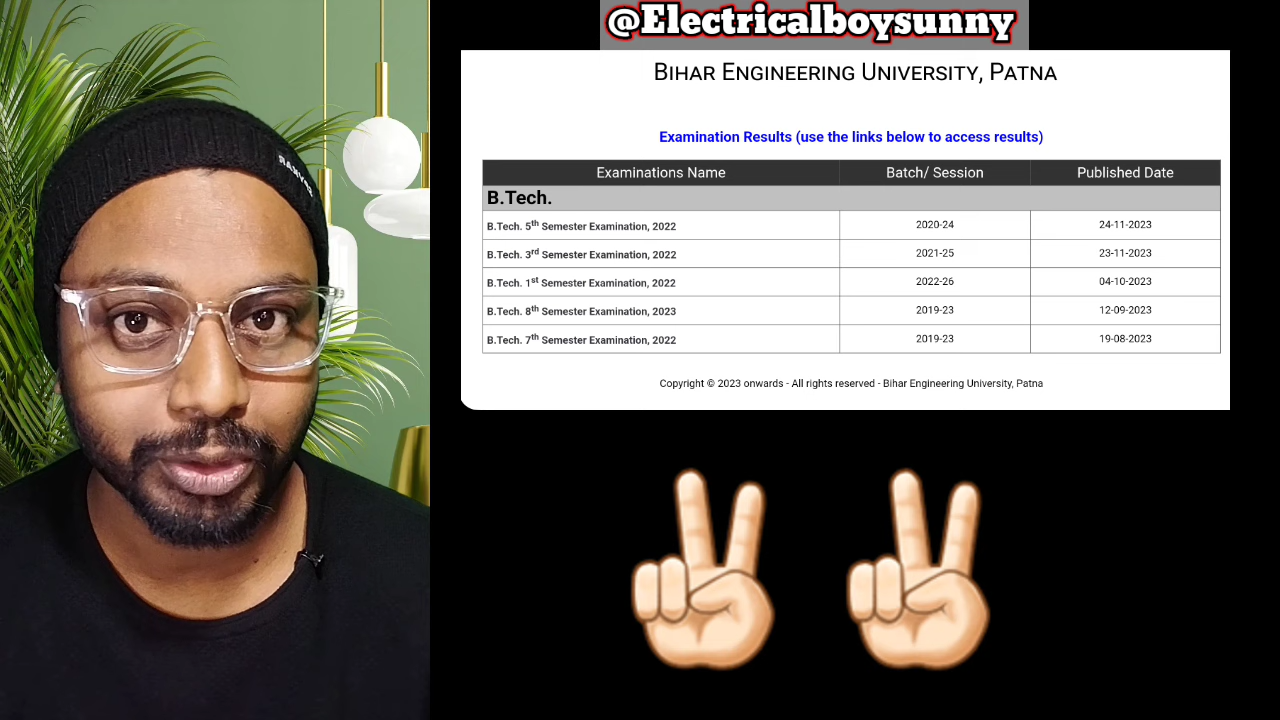 @Electricalboysunny
BIHAR ENGINEERING UNIVERSITY, PATNA
Examination Results (use the links below to access results)
Examinations Name Batch/ Session Published Date
B.Tech.
B.Tech. 5th Semester Examination, 2022 2020-24 24-11-2023
B.Tech. 3rd Semester Examination, 2022 2021-25 23-11-2023
B.Tech. 1st Semester Examination, 2022 2022-26 04-10-2023
B.Tech. 8th Semester Examination, 2023 2019-23 12-09-2023
B.Tech. 7th Semester Examination, 2022 2019-23 19-08-2023
Copyright © 2023 onwards - All rights reserved - Bihar Engineering University, Patna